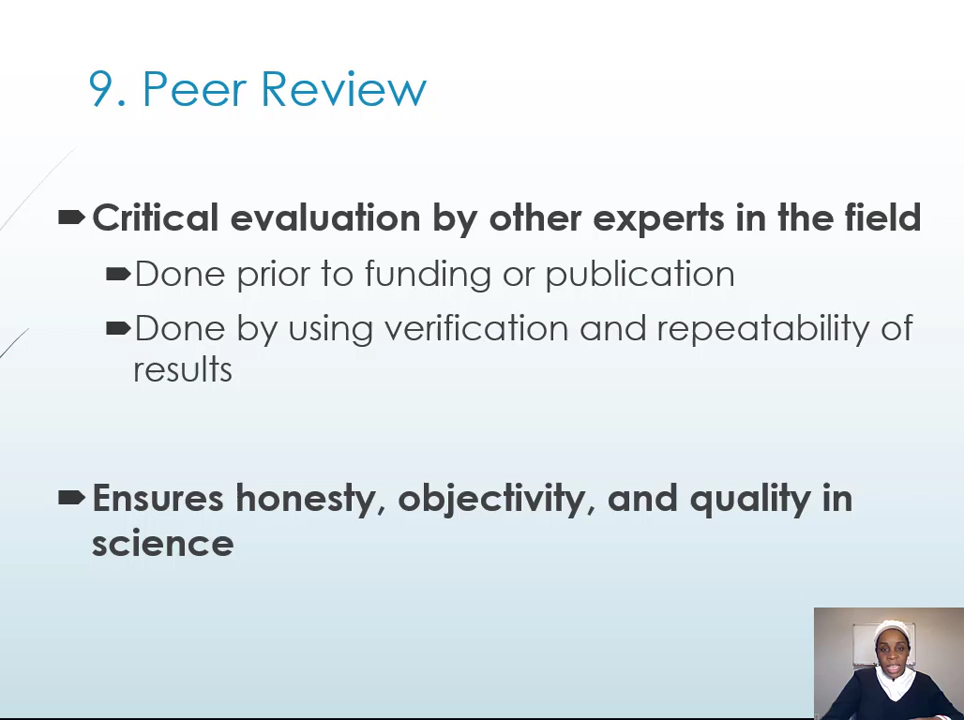 9. Peer Review
Critical evaluation by other experts in the field
Done prior to funding or publication
Done by using verification and repeatability of
results
Ensures honesty, objectivity, and quality in
science